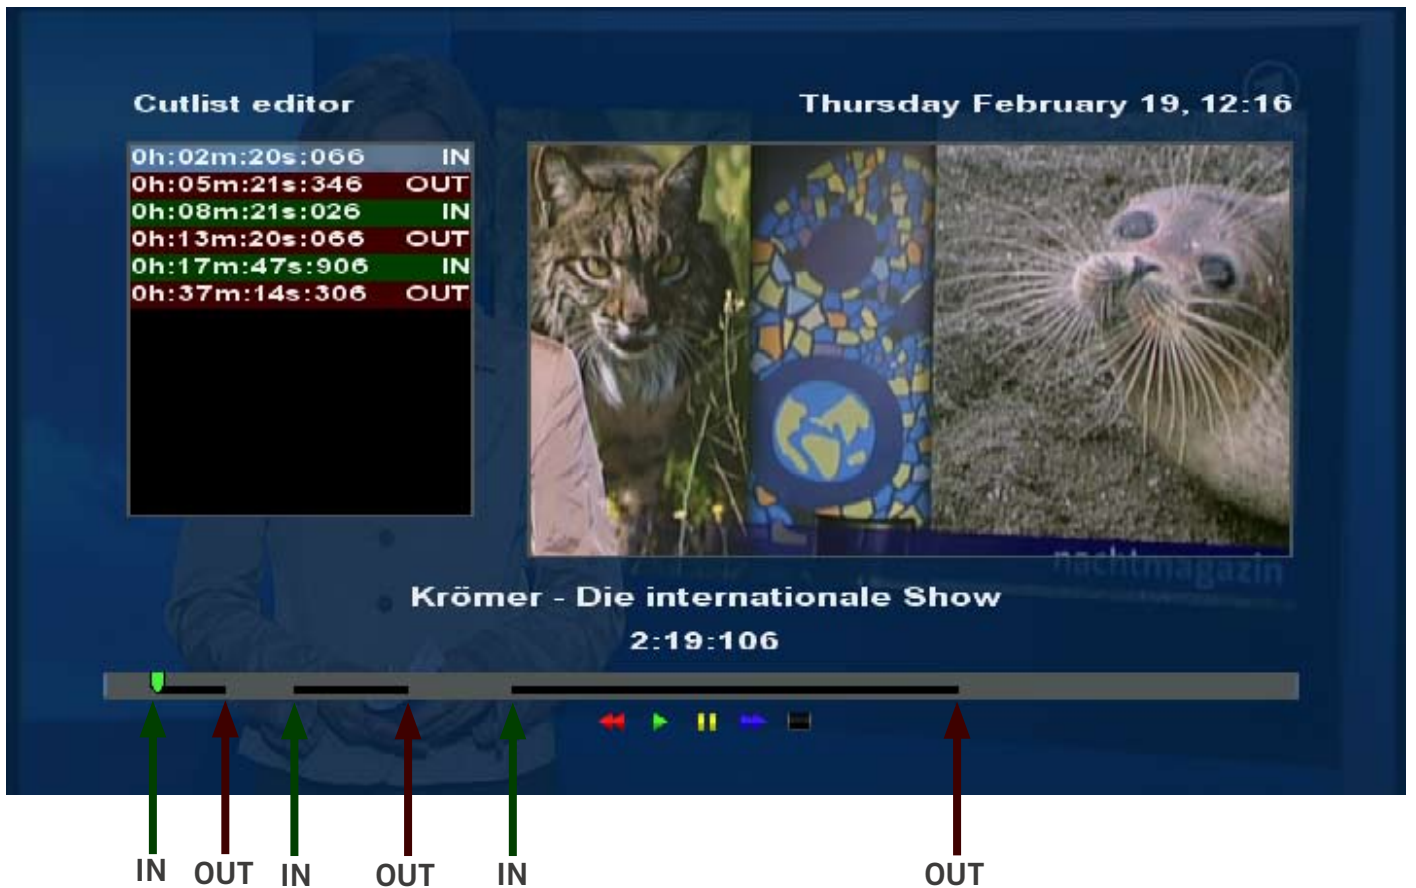 Cutlist editor
Thursday February 19, 12:16
0h:02m:20s:066 IN
0h:05m:21s:346 OUT
0h:08m:21s:026 IN
0h:13m:20s:066 OUT
0h:17m:47s:906 IN
0h:37m:14s:306 OUT
nachtmagazin
Krömer - Die internationale Show
2:19:106
IN OUT IN OUT IN OUT